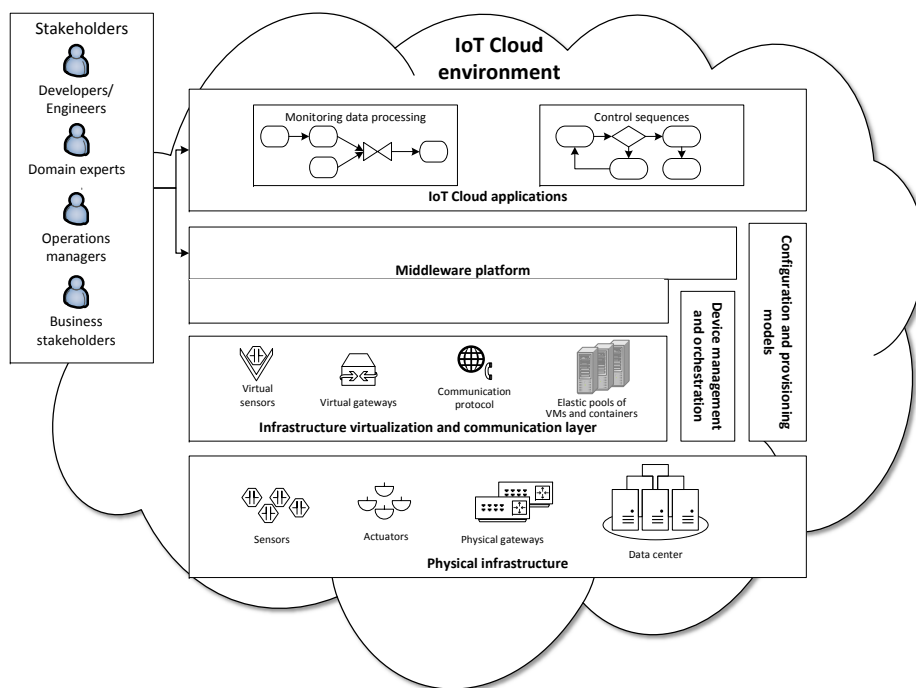 Stakeholders
Developers/
Engineers
Domain experts
Operations
managers
Business
stakeholders
IoT Cloud
environment
Monitoring data processing
Control sequences
IoT Cloud applications
Middleware platform
Configuration and provisioning
models
Device management
and orchestration
Virtual
sensors
Virtual gateways
Communication
protocol
Elastic pools of
VMs and containers
Infrastructure virtualization and communication layer
Sensors
Actuators
Physical gateways
Data center
Physical infrastructure